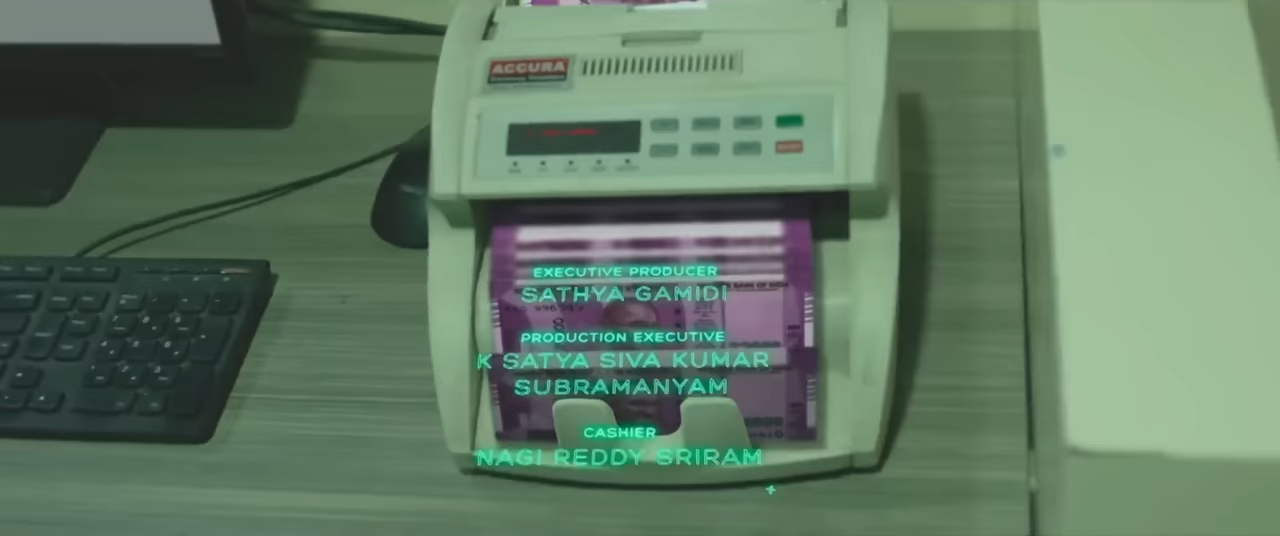 ACCURA
EXECUTIVE PRODUCER
SATHYA GAMIDI
PRODUCTION EXECUTIVE
K SATYA SIVA KUMAR
SUBRAMANYAM
CASHIER
NAGI REDDY SRIRAM